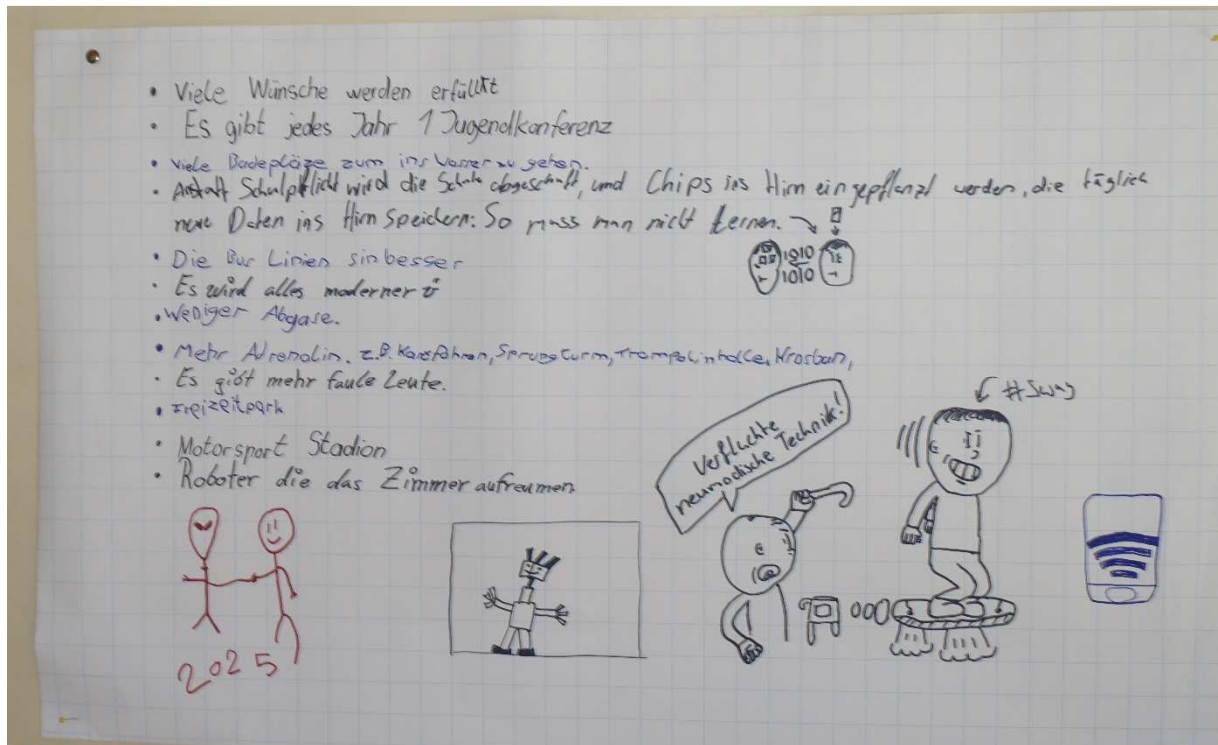 • Viele Wünsche werden erfüllt
• Es gibt jedes Jahr 1 Jugendkonferenz
• Viele Badepläze zum ins Wasser zu gehen.
• Anstatt Schulpflicht wird die Schule abgeschaft, und Chips ins Hirn eingepflanzt werden, die täglich
neue Daten ins Hirn speichern. So muss man nicht lernen.
1010
1010
• Die Bus Linien sin besser
• Es wird alles moderner
• Weniger Abgase.
• Mehr Adrenalin. z.B. Kartfahren, Sprungturm, Trampolinhalle,
• Es gibt mehr faule Leute.
• Freizeitpark
• Motorsport Stadion
• Roboter die das Zimmer aufreumen.
#Swag
Verfluchte
neumodische Technik!
2025